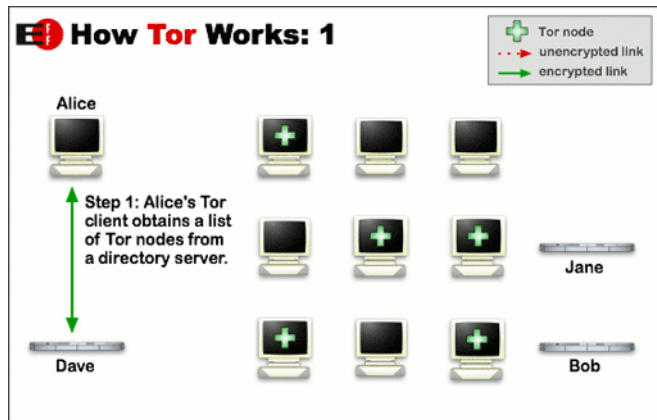 EFF How Tor Works: 1
Tor node
unencrypted link
encrypted link
Alice
Step 1: Alice's Tor
client obtains a list
of Tor nodes from
a directory server.
Jane
Dave
Bob